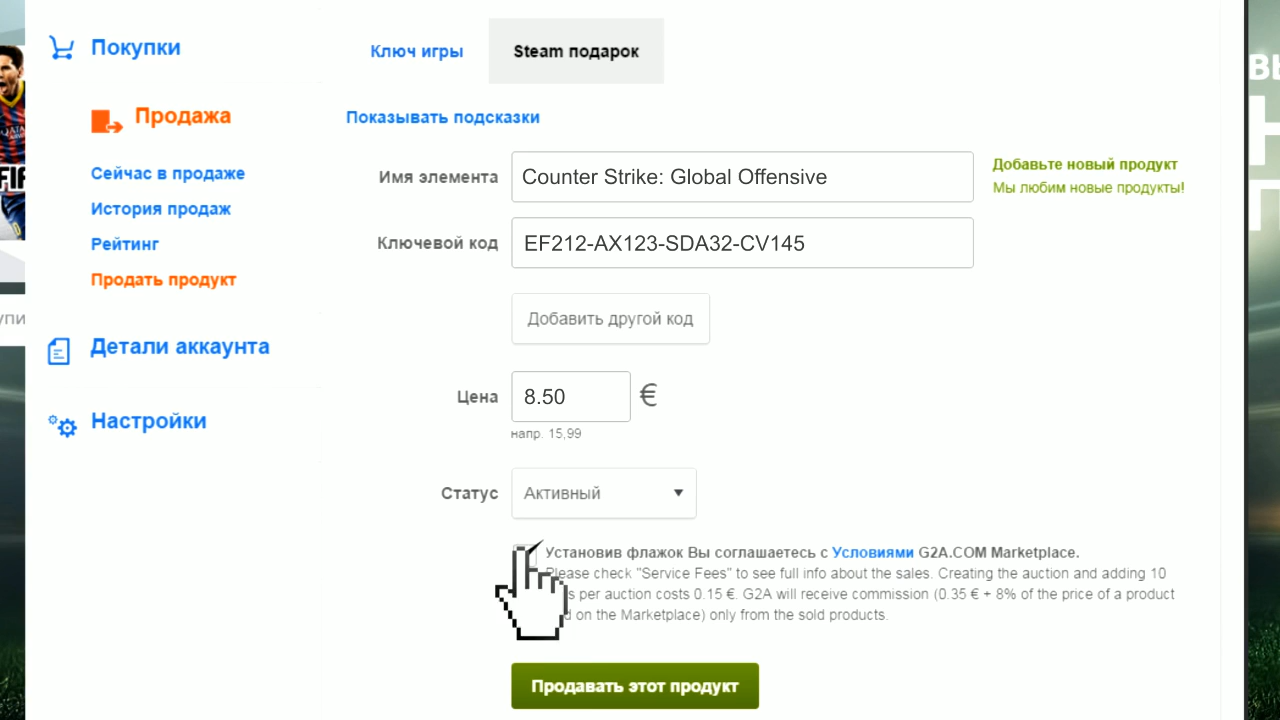 Покупки
Продажа
Сейчас в продаже
История продаж
Рейтинг
Продать продукт
Детали аккаунта
Настройки
Ключ игры
Steam подарок
Показывать подсказки
Имя элемента
Counter Strike: Global Offensive
Добавьте новый продукт
Мы любим новые продукты!
Ключевой код
EF212-AX123-SDA32-CV145
Добавить другой код
Цена
8.50 €
напр. 15,99
Статус
Активный
Установив флажок Вы соглашаетесь с Условиями G2A.COM Marketplace.
Please check "Service Fees" to see full info about the sales. Creating the auction and adding 10
per auction costs 0.15 €. G2A will receive commission (0.35 € + 8% of the price of a product
on the Marketplace) only from the sold products.
Продавать этот продукт